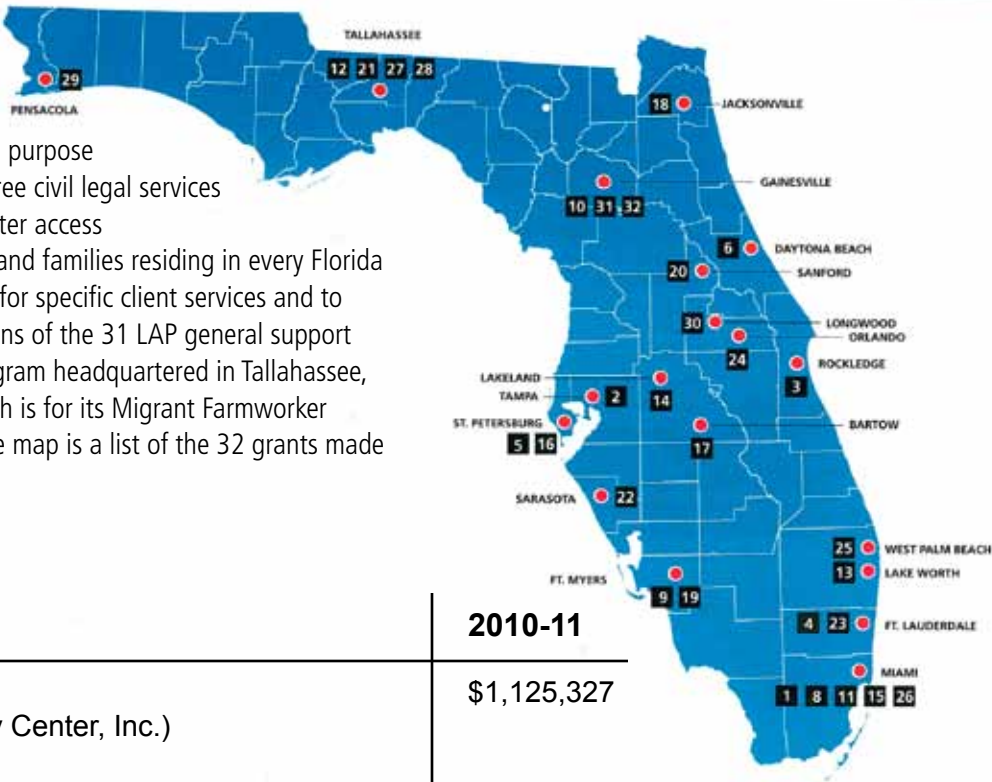 TALLAHASSEE
12 21 27 28
29
PENSACOLA
18 JACKSONVILLE
purpose
ree civil legal services
ter access
and families residing in every Florida
for specific client services and to
ns of the 31 LAP general support
gram headquartered in Tallahassee,
h is for its Migrant Farmworker
e map is a list of the 32 grants made
GAINESVILLE
10 31 32
6 DAYTONA BEACH
20 SANFORD
30 LONGWOOD
ORLANDO
24
ROCKLEDGE
3
LAKELAND
14
TAMPA 2
ST. PETERSBURG
5 16
BARTOW
17
SARASOTA 22
25 WEST PALM BEACH
13 LAKE WORTH
FT. MYERS
9 19
4 23 FT. LAUDERDALE
MIAMI
1 8 11 15 26
2010-11
$1,125,327
y Center, Inc.)